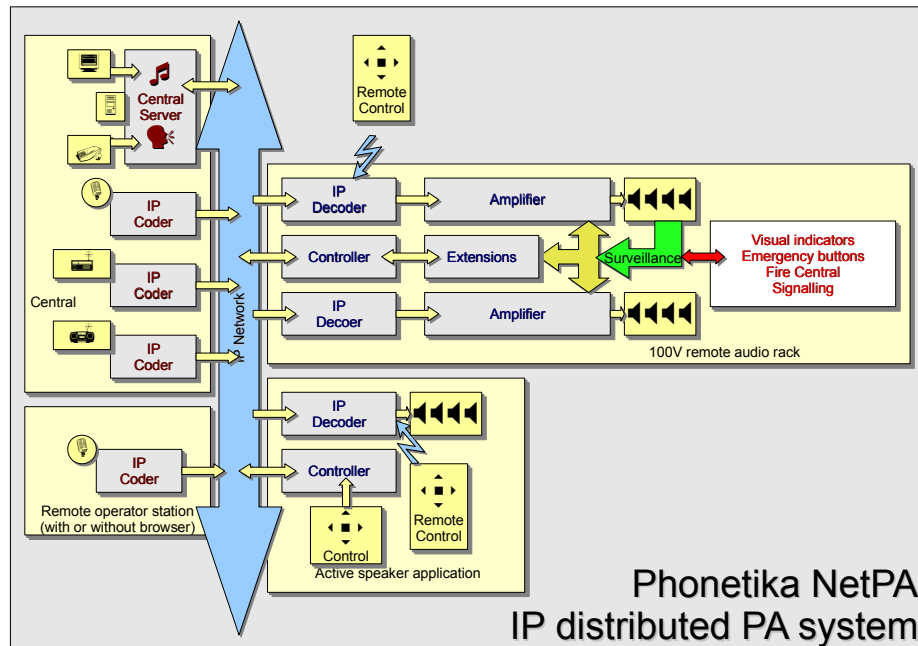 Central
Server
IP
Coder
Central
IP
Coder
IP
Coder
IP
Coder
Remote operator station
(with or without browser)
IP Network
Remote
Control
IP
Decoder
Amplifier
Controller
Extensions
Surveillance
Visual indicators
Emergency buttons
Fire Central
Signalling
IP
Decoer
Amplifier
100V remote audio rack
IP
Decoder
Controller
Control
Remote
Control
Active speaker application
Phonetika NetPA
IP distributed PA system